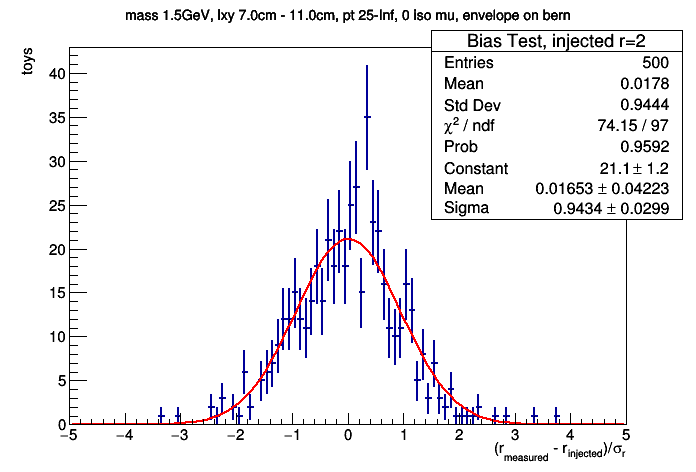 mass 1.5GeV, lxy 7.0cm - 11.0cm, pt 25-Inf, 0 Iso mu, envelope on bern
Bias Test, injected r=2
Entries 500
Mean 0.0178
Std Dev 0.9444
χ² / ndf 74.15 / 97
Prob 0.9592
Constant 21.1 ± 1.2
Mean 0.01653 ± 0.04223
Sigma 0.9434 ± 0.0299
toys
40
35
30
25
20
15
10
5
0
−5 −4 −3 −2 −1 0 1 2 3 4 5
(r_measured - r_injected)/σ_r